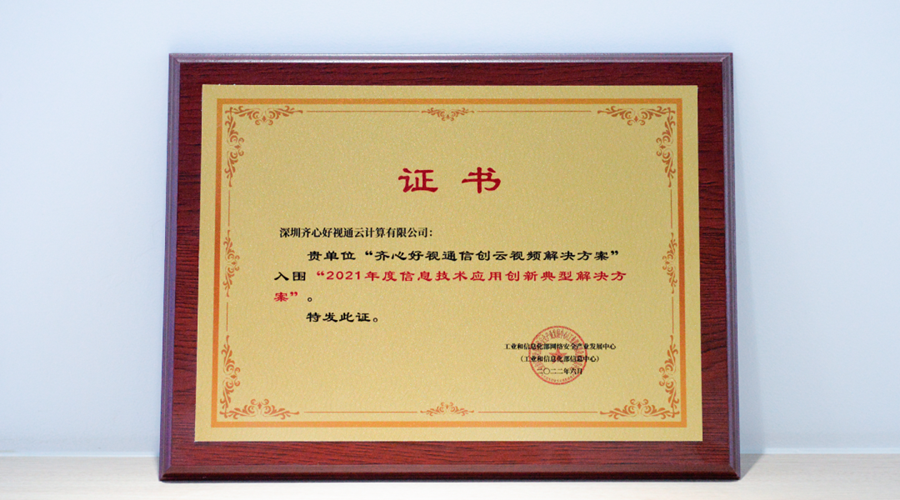 证书
深圳齐心好视通云计算有限公司：
贵单位“齐心好视通信创云视频解决方案”
入围“2021年度信息技术应用创新典型解决方
案”。
特发此证。
工业和信息化部网络安全产业发展中心
（工业和信息化部信息中心）
二〇二二年六月